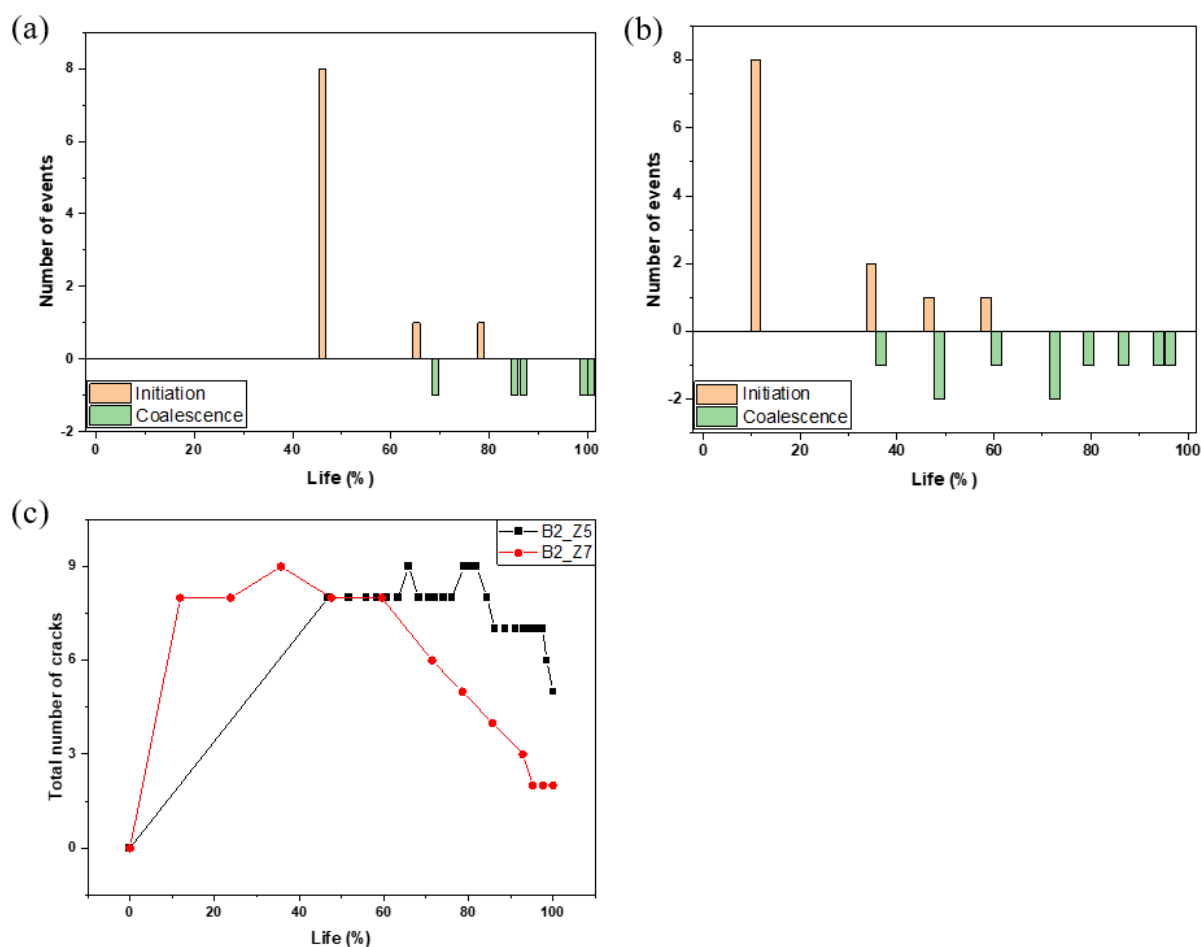 (a)
Number of events
8
6
4
2
0
-2
Initiation
Coalescence
0 20 40 60 80 100
Life (%)
(b)
Number of events
8
6
4
2
0
-2
Initiation
Coalescence
0 20 40 60 80 100
Life (%)
(c)
Total number of cracks
9
6
3
0
B2_Z5
B2_Z7
0 20 40 60 80 100
Life (%)